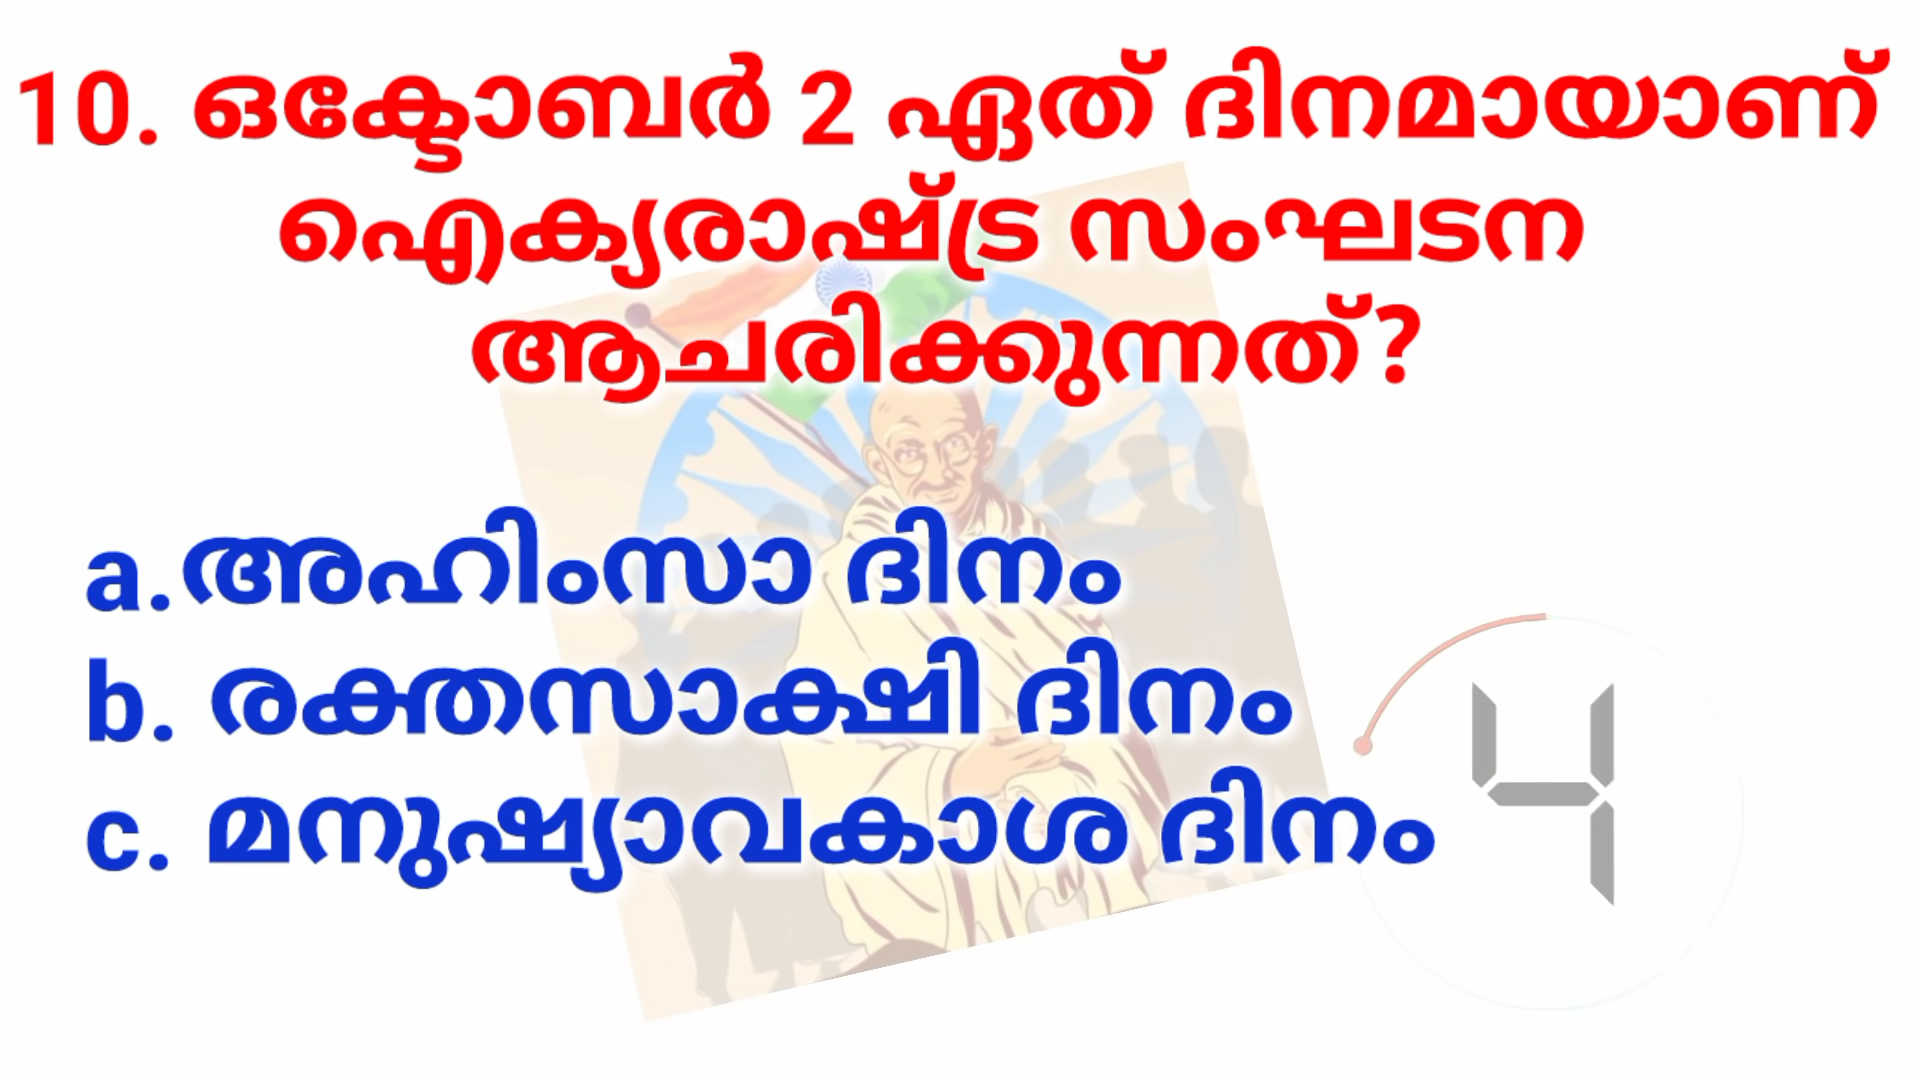 10. ഒക്ടോബർ 2 ഏത് ദിനമായാണ്
ഐക്യരാഷ്ട്ര സംഘടന
ആചരിക്കുന്നത്?
a.അഹിംസാ ദിനം
b. രക്തസാക്ഷി ദിനം
c. മനുഷ്യാവകാശ ദിനം
4